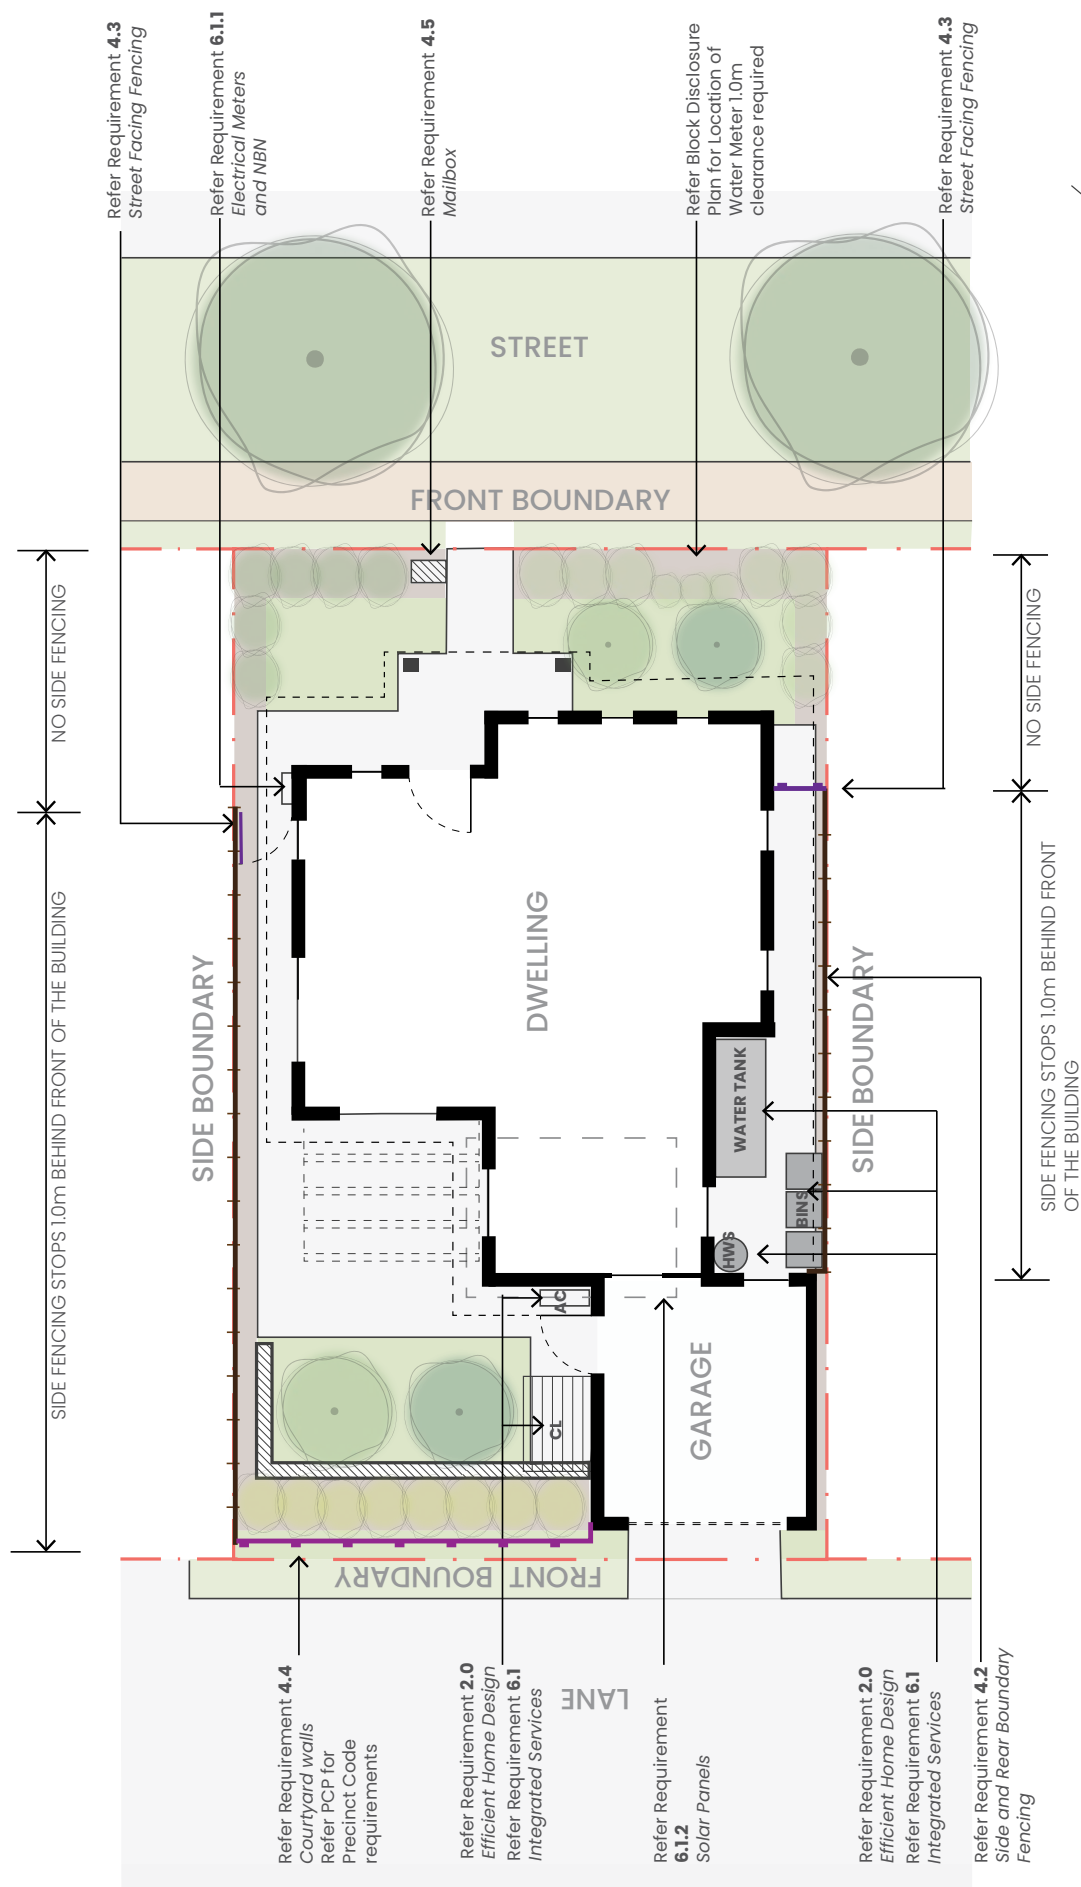 Refer Requirement 4.3
Street Facing Fencing
Refer Requirement 6.1.1
Electrical Meters
and NBN
Refer Requirement 4.5
Mailbox
Refer Block Disclosure
Plan for Location of
Water Meter 1.0m
clearance required
Refer Requirement 4.3
Street Facing Fencing
STREET
FRONT BOUNDARY
NO SIDE FENCING
NO SIDE FENCING
SIDE FENCING STOPS 1.0m BEHIND FRONT OF THE BUILDING
SIDE BOUNDARY
DWELLING
SIDE BOUNDARY
SIDE FENCING STOPS 1.0m BEHIND FRONT
OF THE BUILDING
WATER TANK
BINS
HWS
AC
CL
GARAGE
FRONT BOUNDARY
LANE
Refer Requirement 4.4
Courtyard walls
Refer PCP for
Precinct Code
requirements
Refer Requirement 2.0
Efficient Home Design
Refer Requirement 6.1
Integrated Services
Refer Requirement
6.1.2
Solar Panels
Refer Requirement 2.0
Efficient Home Design
Refer Requirement 6.1
Integrated Services
Refer Requirement 4.2
Side and Rear Boundary
Fencing